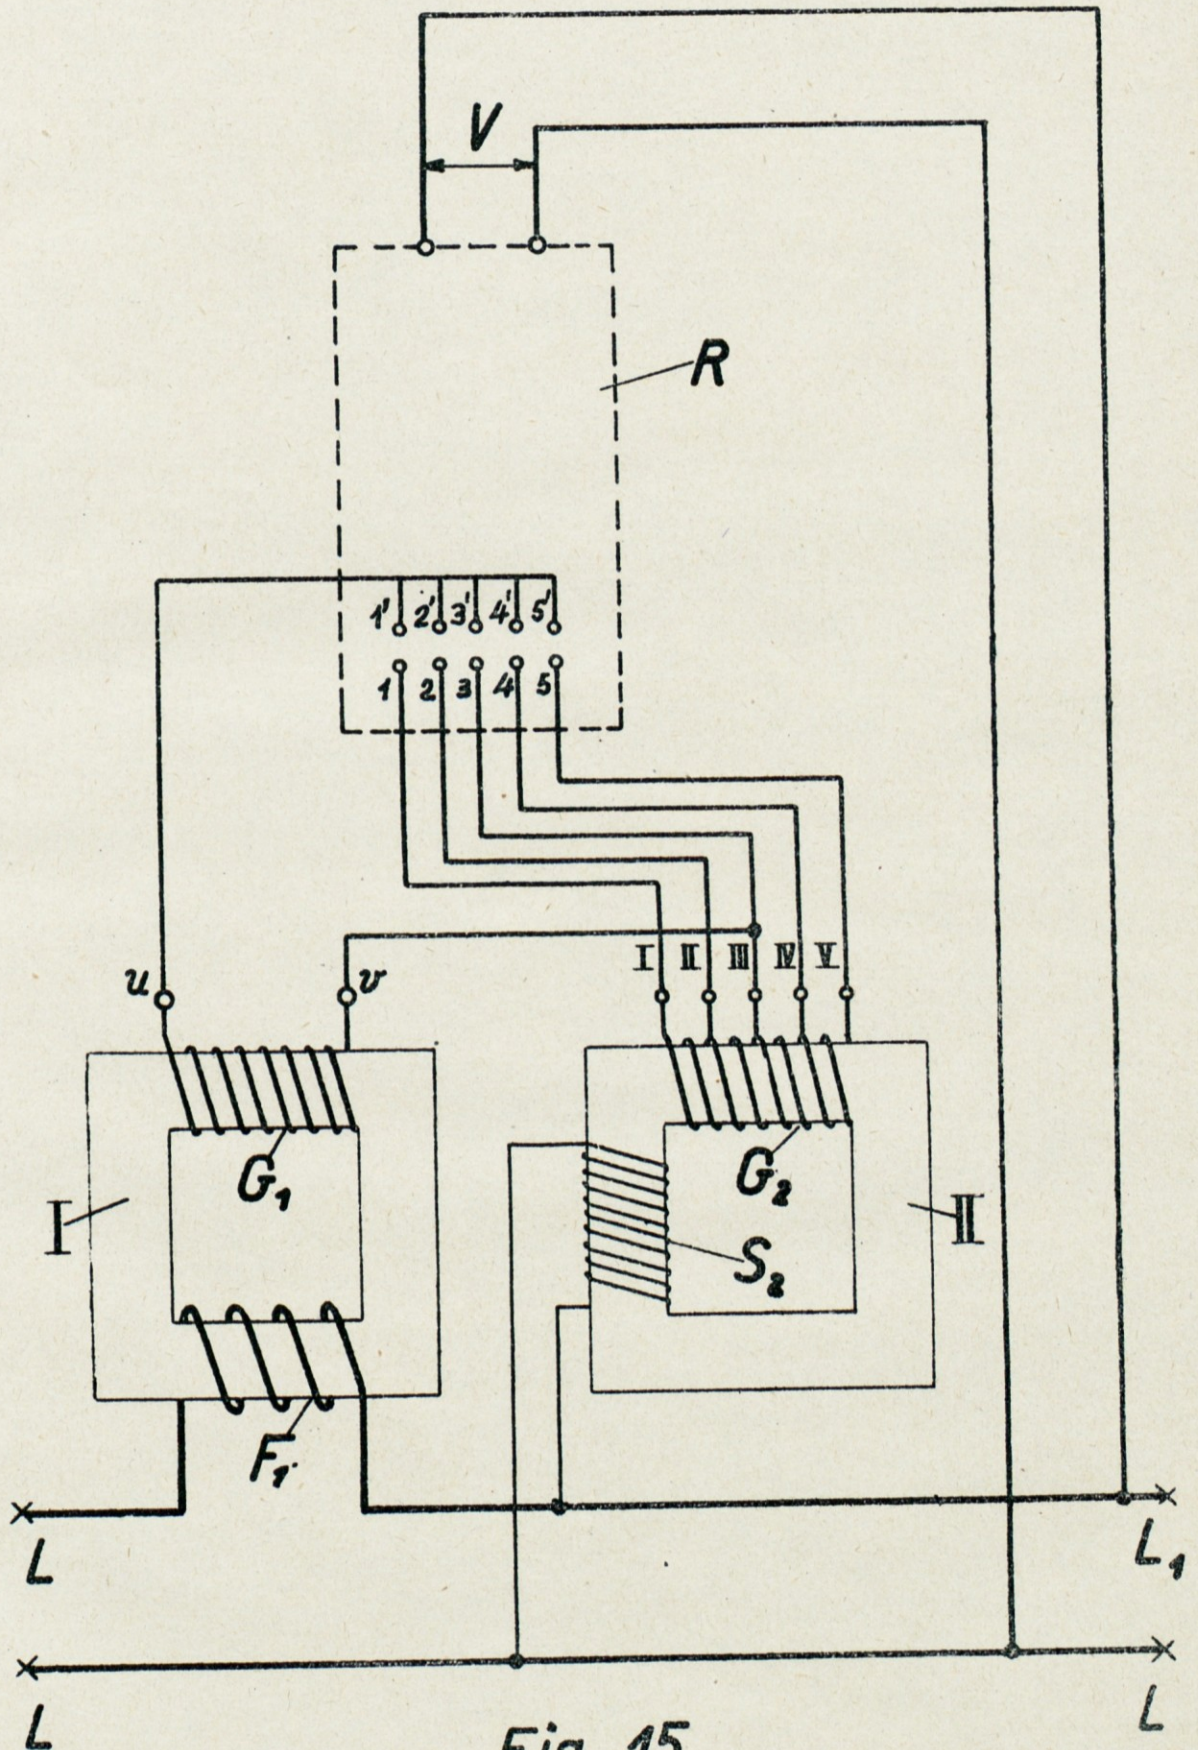 V
R
1' 2' 3' 4' 5'
1 2 3 4 5
I II III IV V
u v
G₁ G₂
I II
S₂
F₁
L L₁
L L
Fig. 15